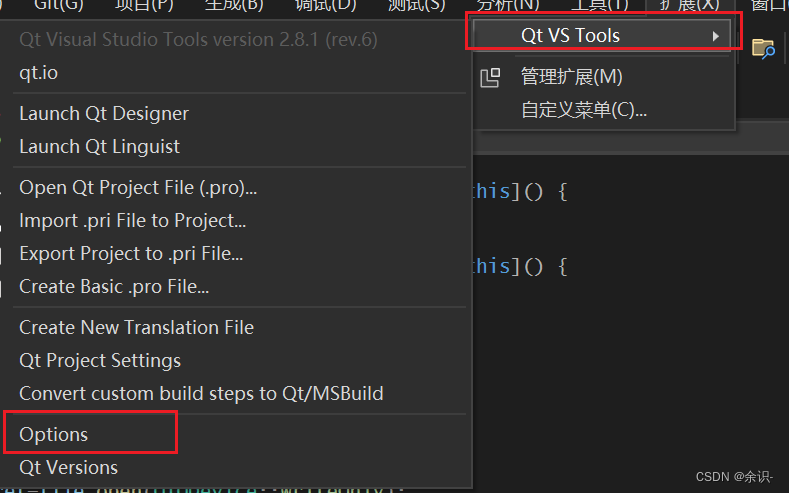 Git(G) 项目(P) 生成(B) 调试(D) 测试(S) 分析(N) 工具(T) 扩展(X) 窗口
Qt VS Tools
管理扩展(M)
自定义菜单(C)...
Qt Visual Studio Tools version 2.8.1 (rev.6)
qt.io
Launch Qt Designer
Launch Qt Linguist
Open Qt Project File (.pro)...
Import .pri File to Project...
Export Project to .pri File...
Create Basic .pro File...
Create New Translation File
Qt Project Settings
Convert custom build steps to Qt/MSBuild
Options
Qt Versions
this]() {
this]() {
CSDN @余识-